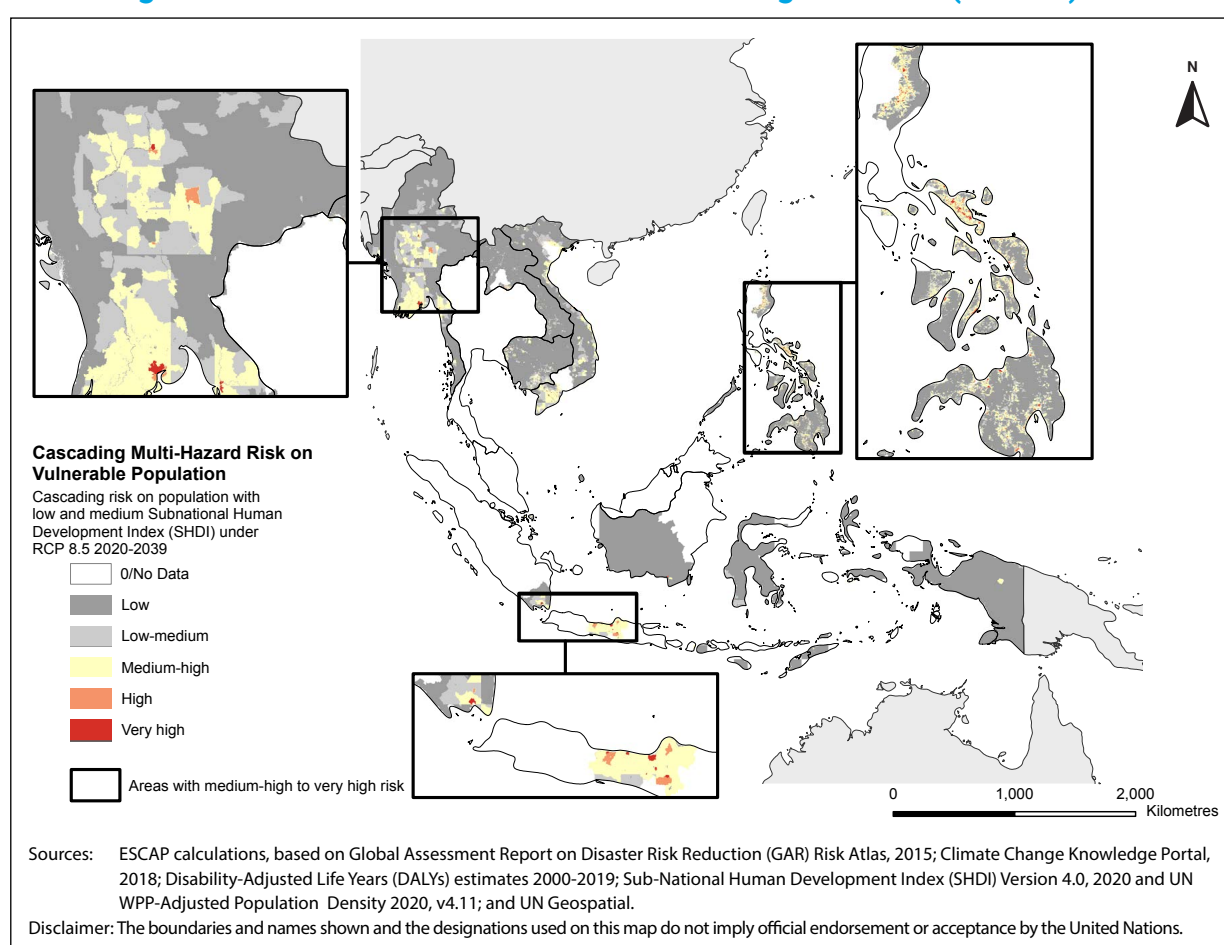 N
Cascading Multi-Hazard Risk on
Vulnerable Population
Cascading risk on population with
low and medium Subnational Human
Development Index (SHDI) under
RCP 8.5 2020-2039
0/No Data
Low
Low-medium
Medium-high
High
Very high
Areas with medium-high to very high risk
0 1,000 2,000
Kilometres
Sources: ESCAP calculations, based on Global Assessment Report on Disaster Risk Reduction (GAR) Risk Atlas, 2015; Climate Change Knowledge Portal,
2018; Disability-Adjusted Life Years (DALYs) estimates 2000-2019; Sub-National Human Development Index (SHDI) Version 4.0, 2020 and UN
WPP-Adjusted Population Density 2020, v4.11; and UN Geospatial.
Disclaimer: The boundaries and names shown and the designations used on this map do not imply official endorsement or acceptance by the United Nations.